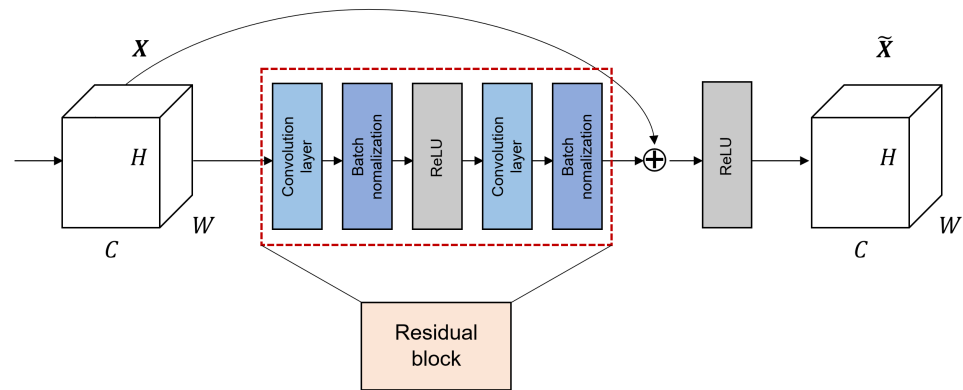 X
H
W
C
Convolution
layer
Batch
nomalization
ReLU
Convolution
layer
Batch
nomalization
ReLU
X̃
H
W
C
Residual
block